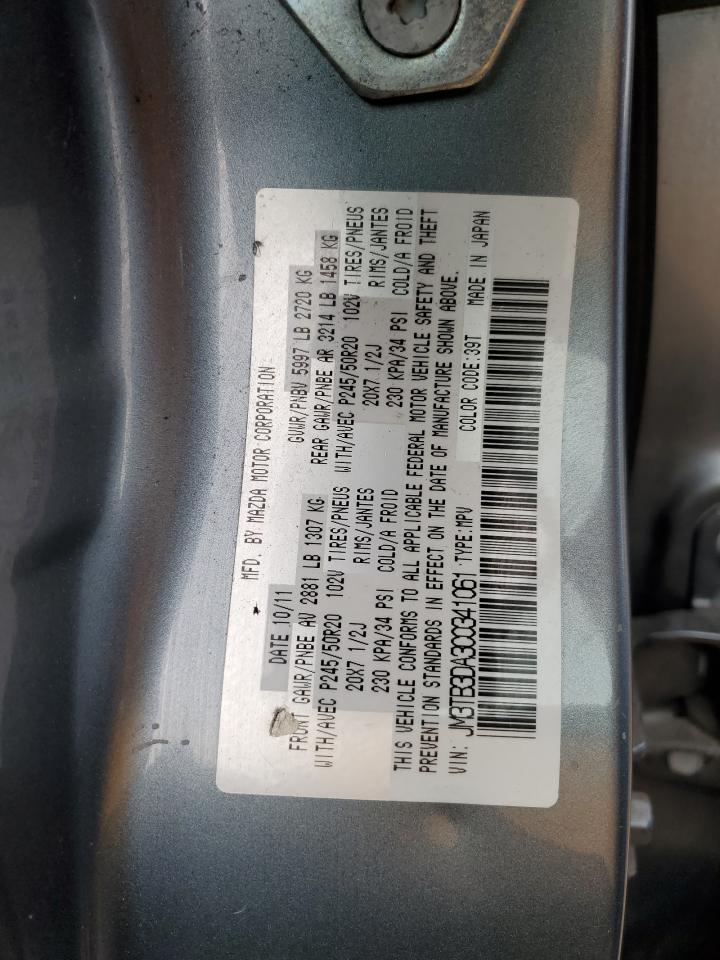 MFD. BY MAZDA MOTOR CORPORATION
DATE 10/11 GVWR/PNBV 5997 LB 2720 KG
FRONT GAWR/PNBE AV 2881 LB 1307 KG REAR GAWR/PNBE AR 3214 LB 1458 KG
WITH/AVEC P245/50R20 102V TIRES/PNEUS WITH/AVEC P245/50R20 102V TIRES/PNEUS
20X7 1/2J RIMS/JANTES 20X7 1/2J RIMS/JANTES
230 KPA/34 PSI COLD/A FROID 230 KPA/34 PSI COLD/A FROID
THIS VEHICLE CONFORMS TO ALL APPLICABLE FEDERAL MOTOR VEHICLE SAFETY AND THEFT
PREVENTION STANDARDS IN EFFECT ON THE DATE OF MANUFACTURE SHOWN ABOVE.
VIN: JM3TB3DA3C0341061 TYPE:MPV COLOR CODE:39T MADE IN JAPAN